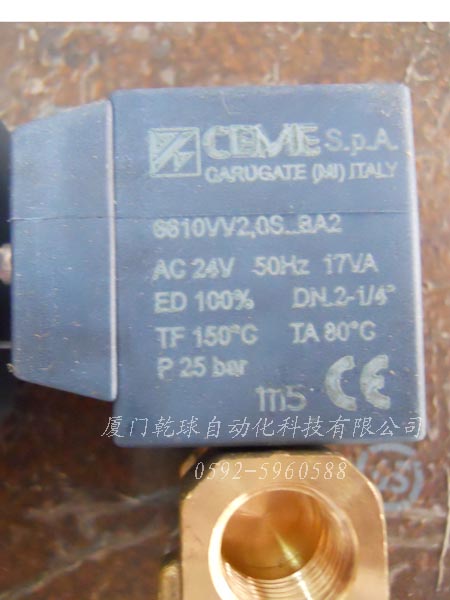 CEME S.p.A.
CARUGATE (MI) ITALY
6610VV2,0S..BA2
AC 24V 50Hz 17VA
ED 100% DN.2-1/4"
TF 150°C TA 80°C
P 25 bar
1m5 CE
厦门乾球自动化科技有限公司
0592-5960588